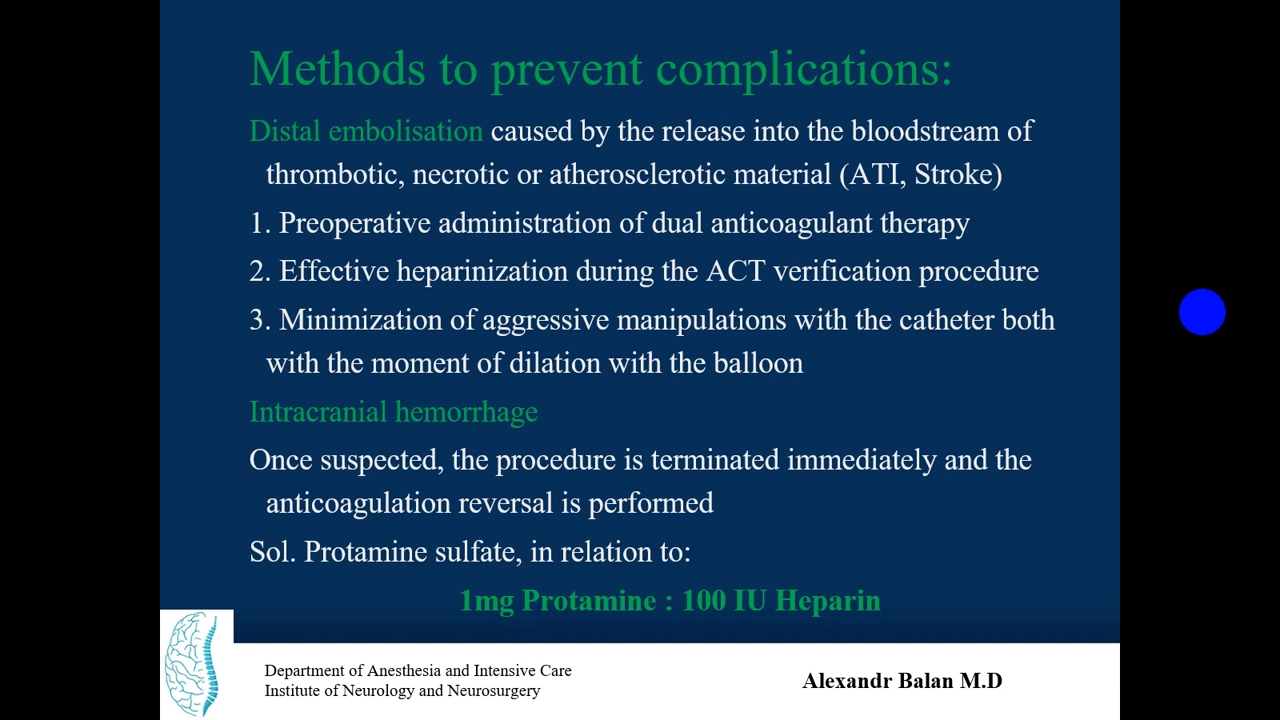 Methods to prevent complications:
Distal embolisation caused by the release into the bloodstream of
thrombotic, necrotic or atherosclerotic material (ATI, Stroke)
1. Preoperative administration of dual anticoagulant therapy
2. Effective heparinization during the ACT verification procedure
3. Minimization of aggressive manipulations with the catheter both
with the moment of dilation with the balloon
Intracranial hemorrhage
Once suspected, the procedure is terminated immediately and the
anticoagulation reversal is performed
Sol. Protamine sulfate, in relation to:
1mg Protamine : 100 IU Heparin
Department of Anesthesia and Intensive Care
Institute of Neurology and Neurosurgery
Alexandr Balan M.D